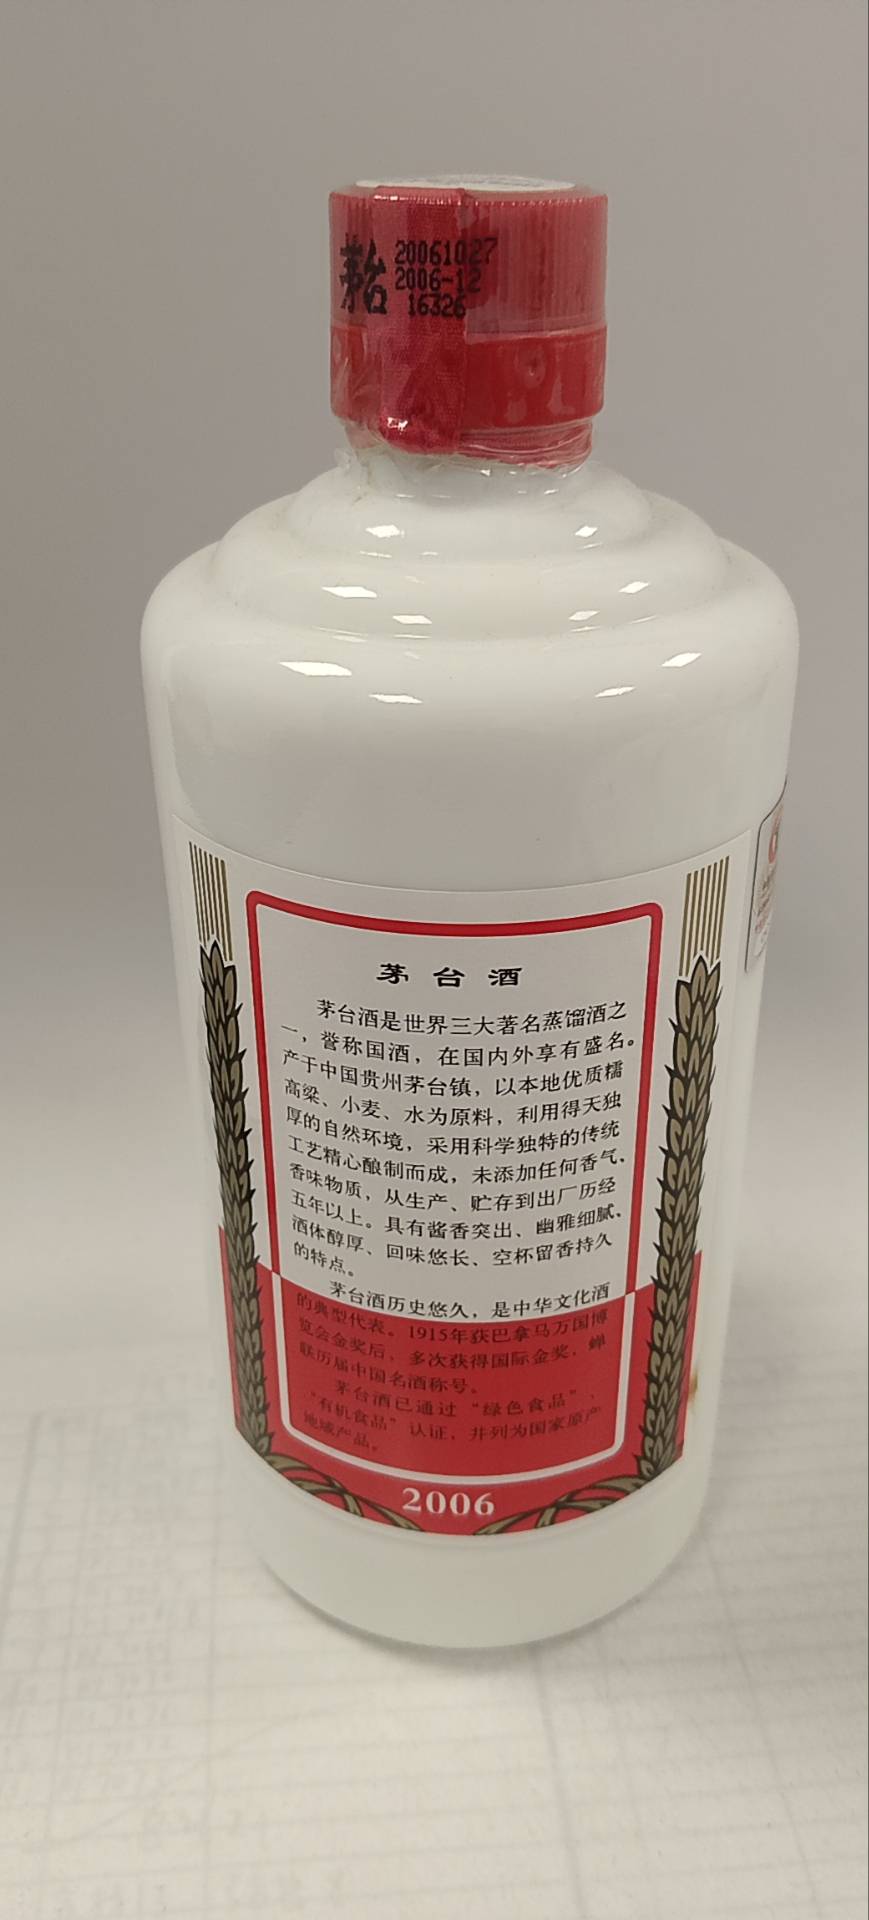 茅台
20061027
2006-12
16326
茅台酒
茅台酒是世界三大著名蒸馏酒之
一，誉称国酒，在国内外享有盛名。
产于中国贵州茅台镇，以本地优质糯
高粱、小麦、水为原料，利用得天独
厚的自然环境，采用科学独特的传统
工艺精心酿制而成，未添加任何香气、
香味物质，从生产、贮存到出厂历经
五年以上。具有酱香突出、幽雅细腻、
酒体醇厚、回味悠长、空杯留香持久
的特点。
茅台酒历史悠久，是中华文化酒
的典型代表。1915年获巴拿马万国博
览会金奖后，多次获得国际金奖，蝉
联历届中国名酒称号。
茅台酒已通过“绿色食品”、
“有机食品”认证，并列为国家原产
地域产品。
2006